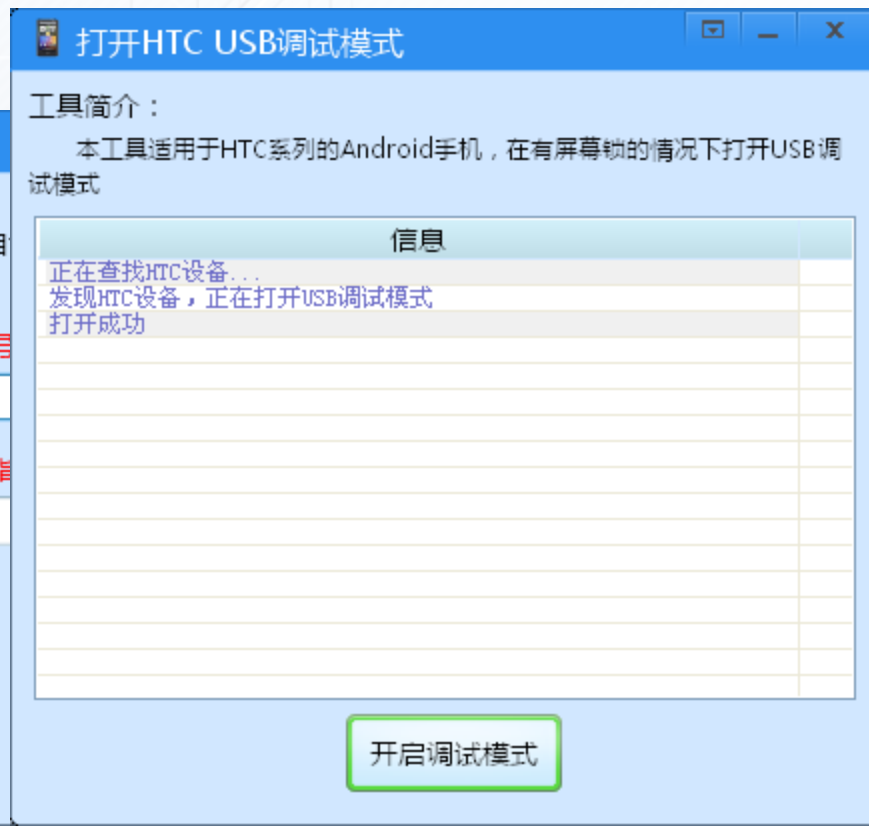 打开HTC USB调试模式
工具简介：
本工具适用于HTC系列的Android手机，在有屏幕锁的情况下打开USB调
试模式
信息
正在查找HTC设备...
发现HTC设备，正在打开USB调试模式
打开成功
开启调试模式